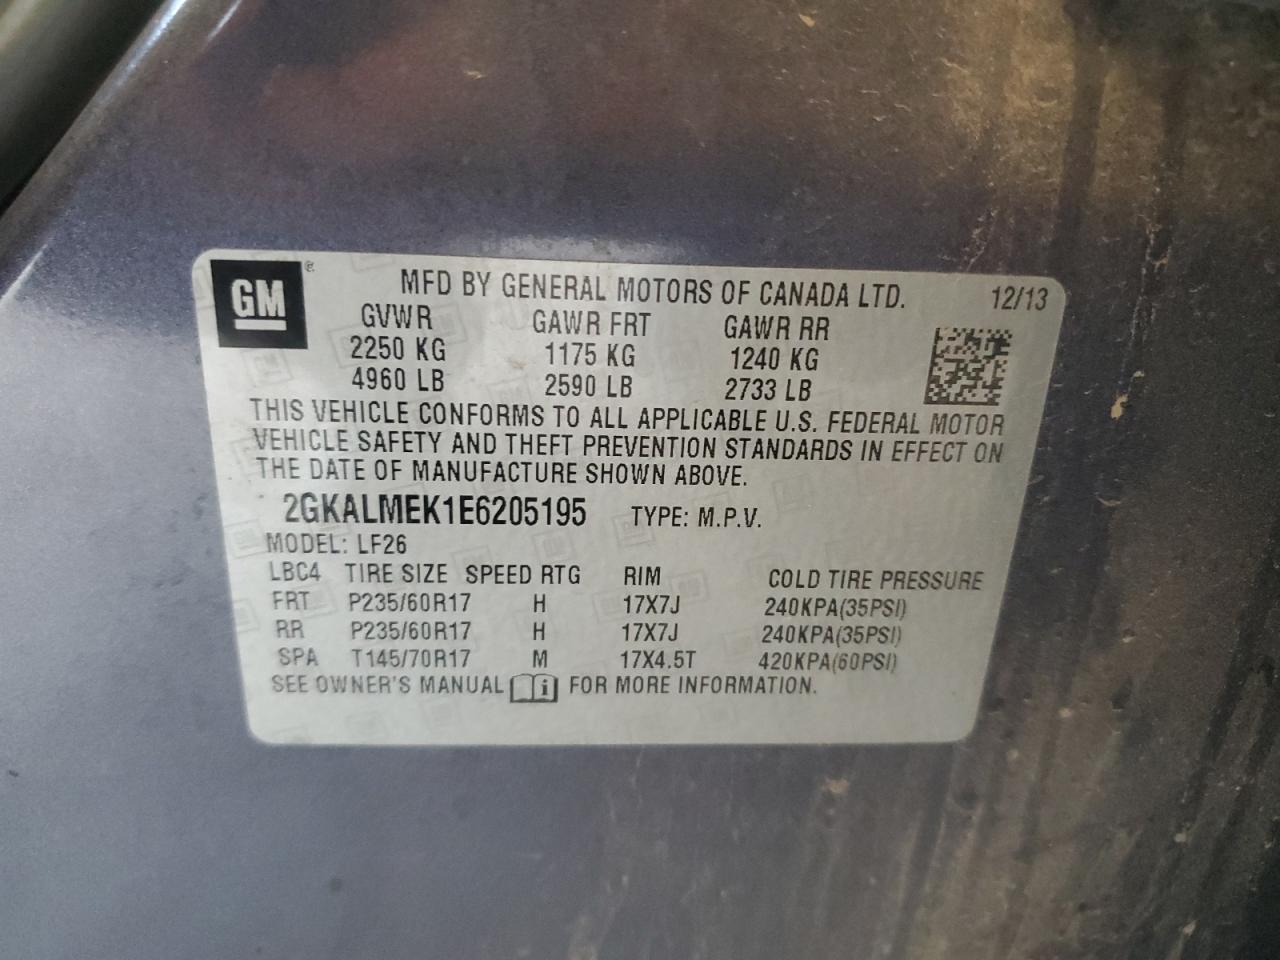 GM ® MFD BY GENERAL MOTORS OF CANADA LTD. 12/13
GVWR GAWR FRT GAWR RR
2250 KG 1175 KG 1240 KG
4960 LB 2590 LB 2733 LB
THIS VEHICLE CONFORMS TO ALL APPLICABLE U.S. FEDERAL MOTOR
VEHICLE SAFETY AND THEFT PREVENTION STANDARDS IN EFFECT ON
THE DATE OF MANUFACTURE SHOWN ABOVE.
2GKALMEK1E6205195 TYPE: M.P.V.
MODEL: LF26
LBC4 TIRE SIZE SPEED RTG RIM COLD TIRE PRESSURE
FRT P235/60R17 H 17X7J 240KPA(35PSI)
RR P235/60R17 H 17X7J 240KPA(35PSI)
SPA T145/70R17 M 17X4.5T 420KPA(60PSI)
SEE OWNER'S MANUAL i FOR MORE INFORMATION.